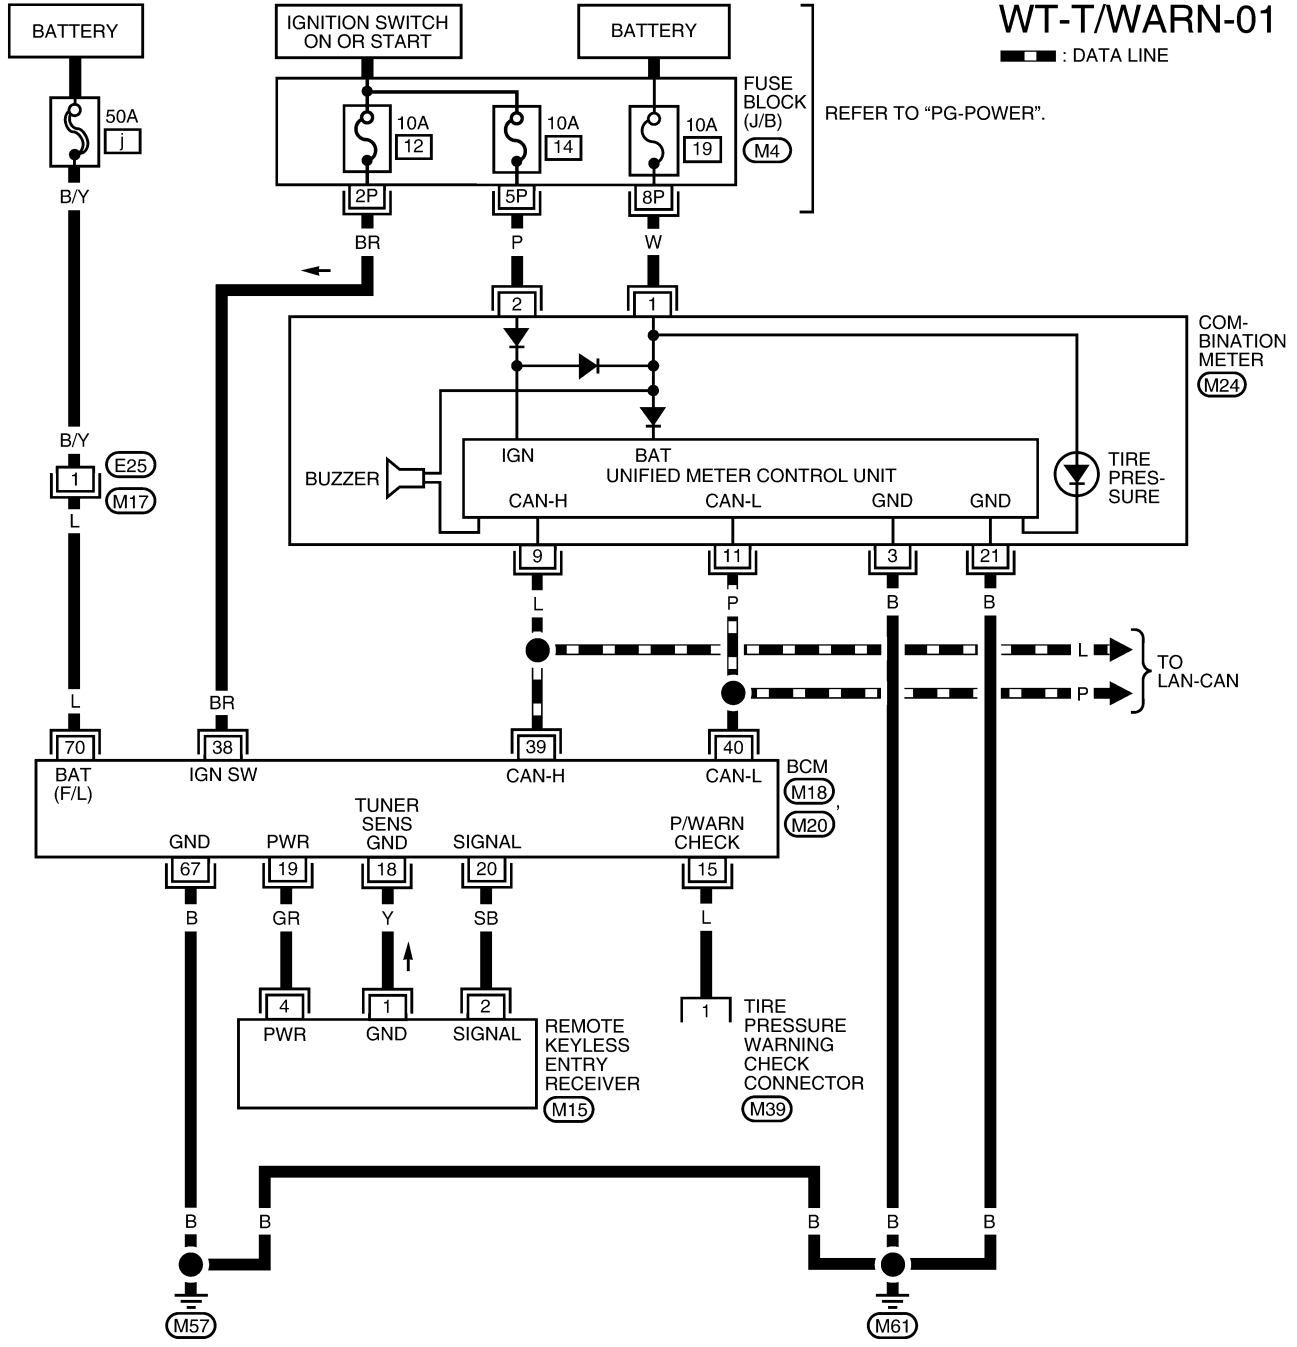 WT-T/WARN-01
: DATA LINE
BATTERY
IGNITION SWITCH
ON OR START
BATTERY
50A
j
10A
12
10A
14
10A
19
FUSE
BLOCK
(J/B)
M4
REFER TO “PG-POWER”.
B/Y
2P
5P
8P
BR
P
W
2
1
COM-
BINATION
METER
M24
B/Y
1
E25
M17
L
IGN
BAT
UNIFIED METER CONTROL UNIT
BUZZER
CAN-H
CAN-L
GND
GND
TIRE
PRES-
SURE
9
11
3
21
L
P
B
B
L
P
TO
LAN-CAN
L
BR
70
38
39
40
BAT
(F/L)
IGN SW
CAN-H
CAN-L
BCM
M18
,
M20
TUNER
SENS
GND
GND
PWR
SIGNAL
P/WARN
CHECK
67
19
18
20
15
B
GR
Y
SB
L
4
1
2
1
PWR
GND
SIGNAL
REMOTE
KEYLESS
ENTRY
RECEIVER
M15
TIRE
PRESSURE
WARNING
CHECK
CONNECTOR
M39
B
B
B
B
B
M57
M61